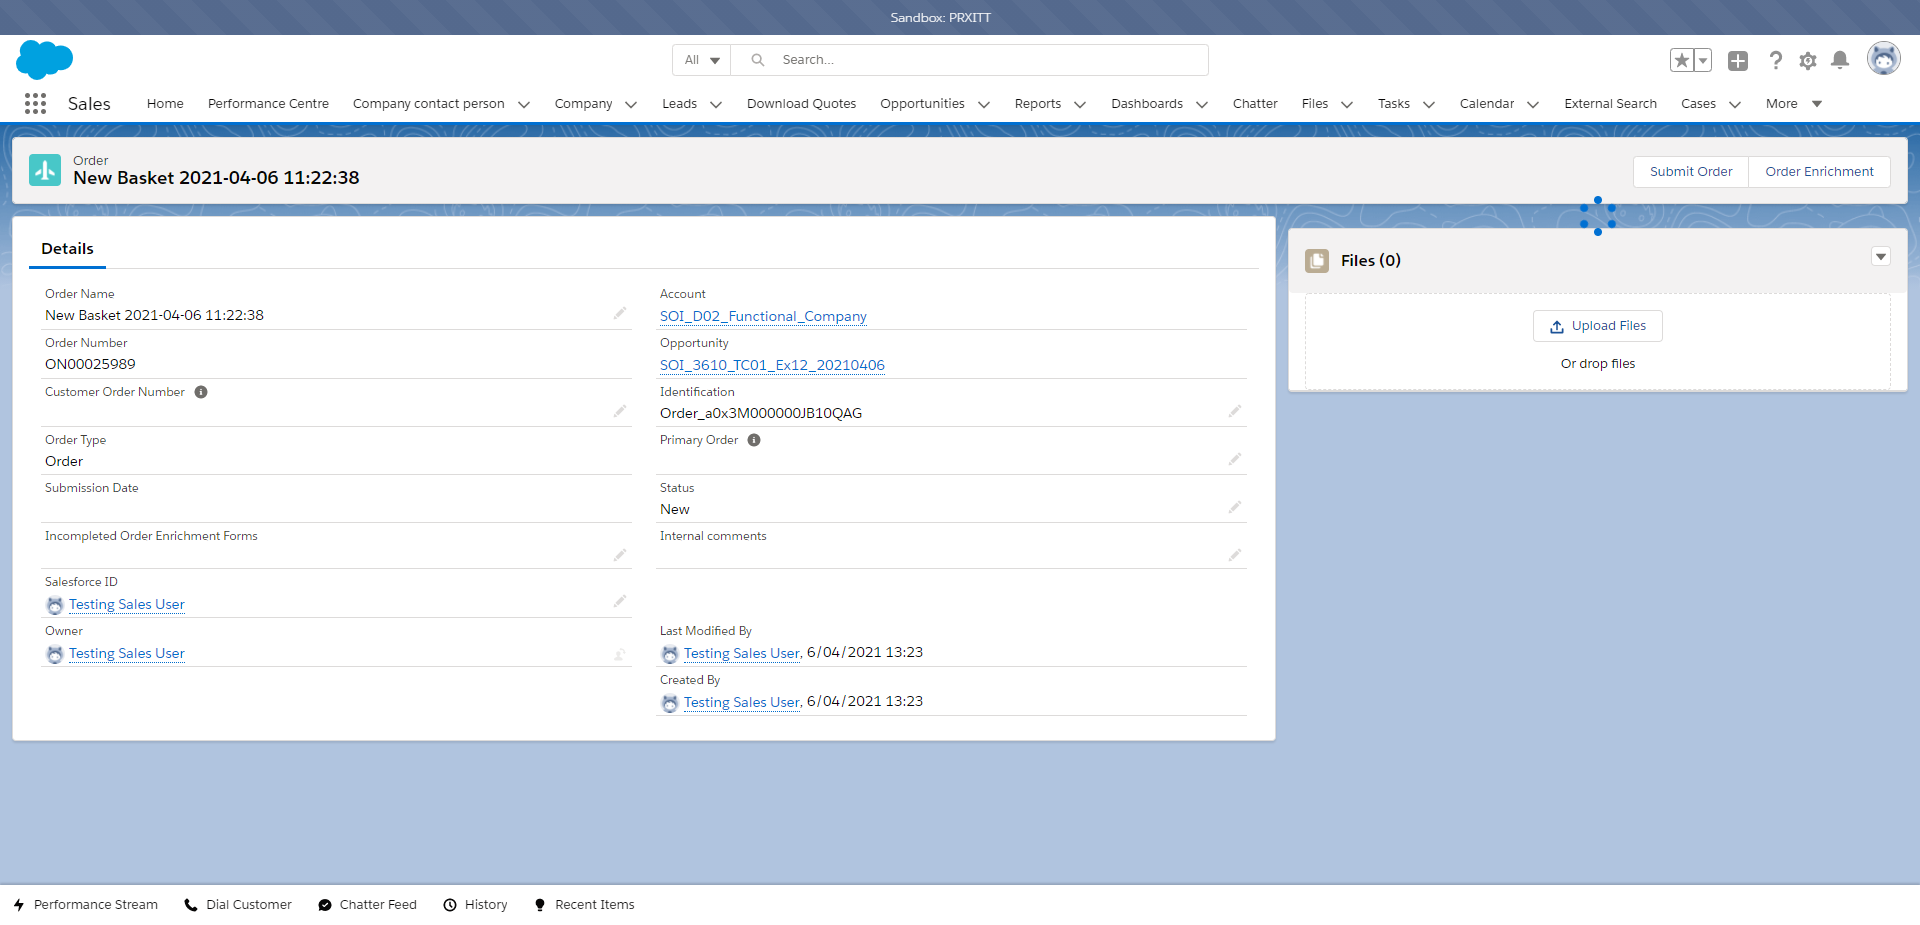 Sandbox: PRXITT
All
Search...
Sales
Home
Performance Centre
Company contact person
Company
Leads
Download Quotes
Opportunities
Reports
Dashboards
Chatter
Files
Tasks
Calendar
External Search
Cases
More
Order
New Basket 2021-04-06 11:22:38
Submit Order
Order Enrichment
Details
Order Name
New Basket 2021-04-06 11:22:38
Account
SOI_D02_Functional_Company
Order Number
ON00025989
Opportunity
SOI_3610_TC01_Ex12_20210406
Customer Order Number
Identification
Order_a0x3M000000JB10QAG
Order Type
Order
Primary Order
Submission Date
Status
New
Incompleted Order Enrichment Forms
Internal comments
Salesforce ID
Testing Sales User
Owner
Testing Sales User
Last Modified By
Testing Sales User, 6/04/2021 13:23
Created By
Testing Sales User, 6/04/2021 13:23
Files (0)
Upload Files
Or drop files
Performance Stream
Dial Customer
Chatter Feed
History
Recent Items